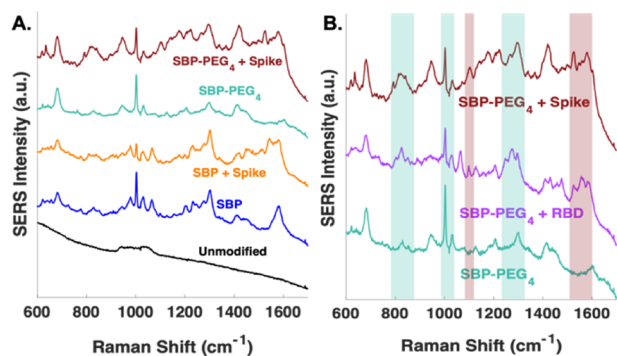 A.
SERS Intensity (a.u.)
SBP-PEG4 + Spike
SBP-PEG4
SBP + Spike
SBP
Unmodified
600 800 1000 1200 1400 1600
Raman Shift (cm-1)
B.
SERS Intensity (a.u.)
SBP-PEG4 + Spike
SBP-PEG4 + RBD
SBP-PEG4
600 800 1000 1200 1400 1600
Raman Shift (cm-1)